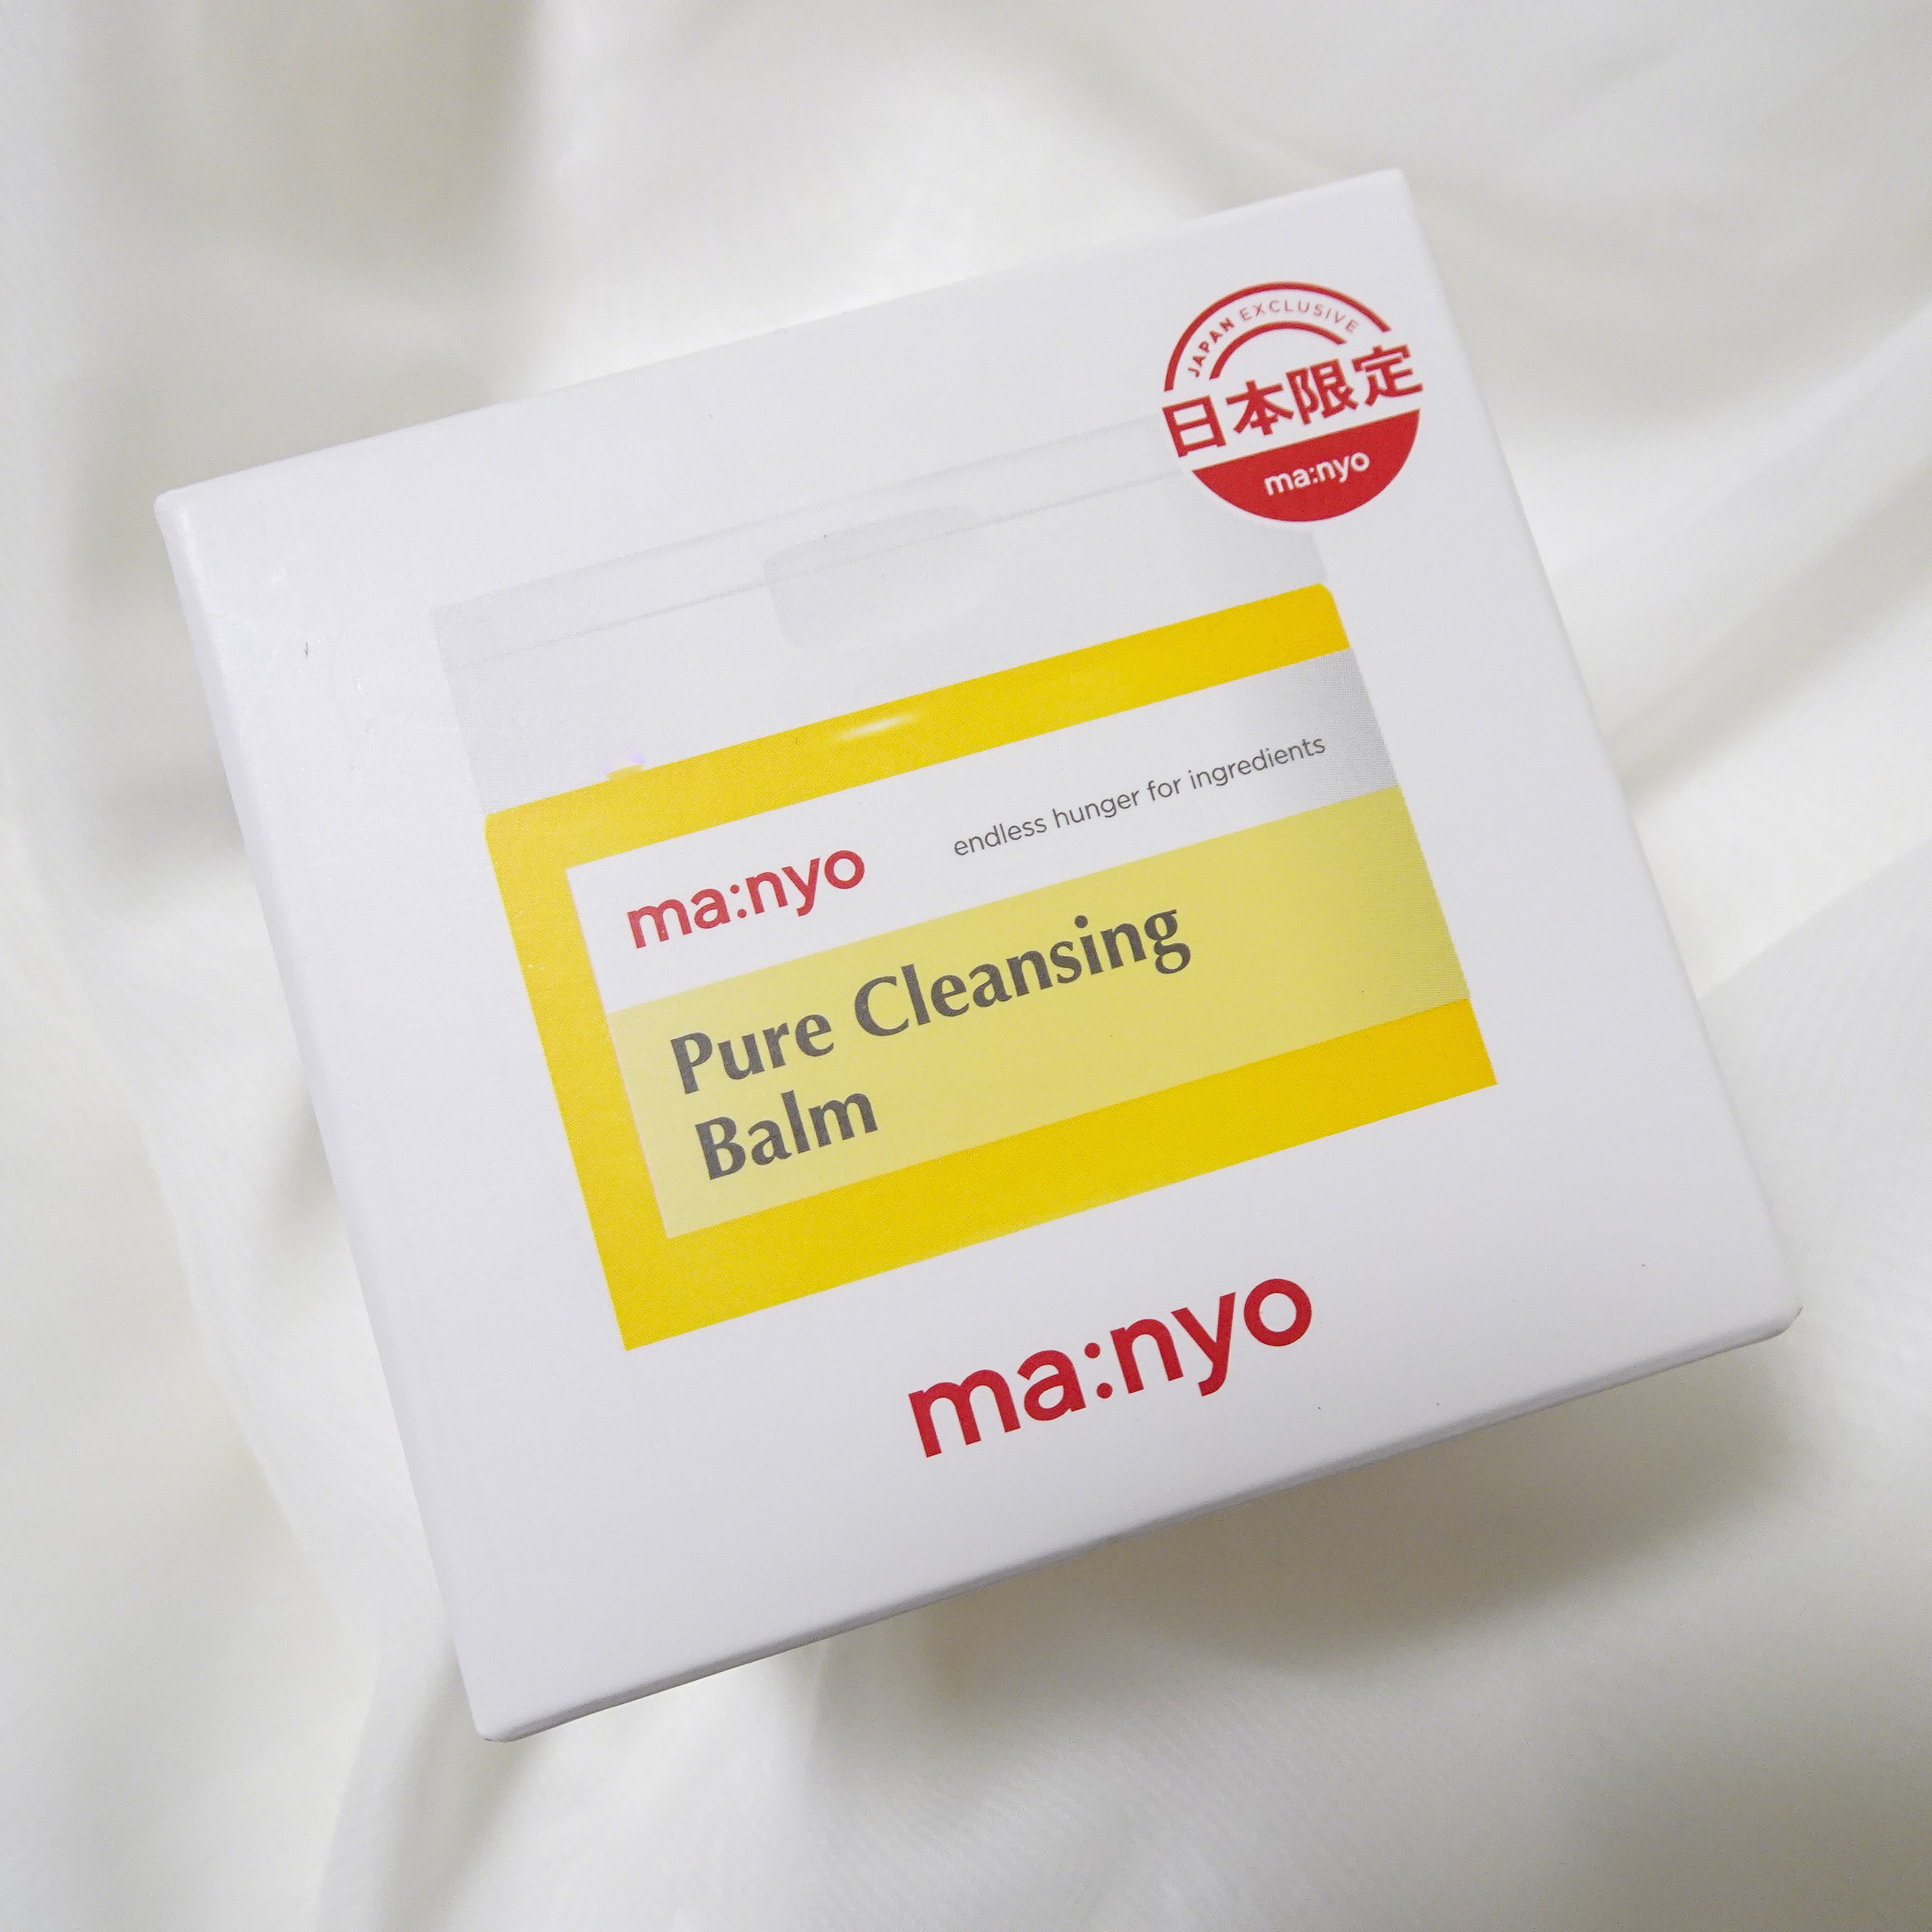 JAPAN EXCLUSIVE
日本限定
ma:nyo
ma:nyo
endless hunger for ingredients
Pure Cleansing
Balm
ma:nyo